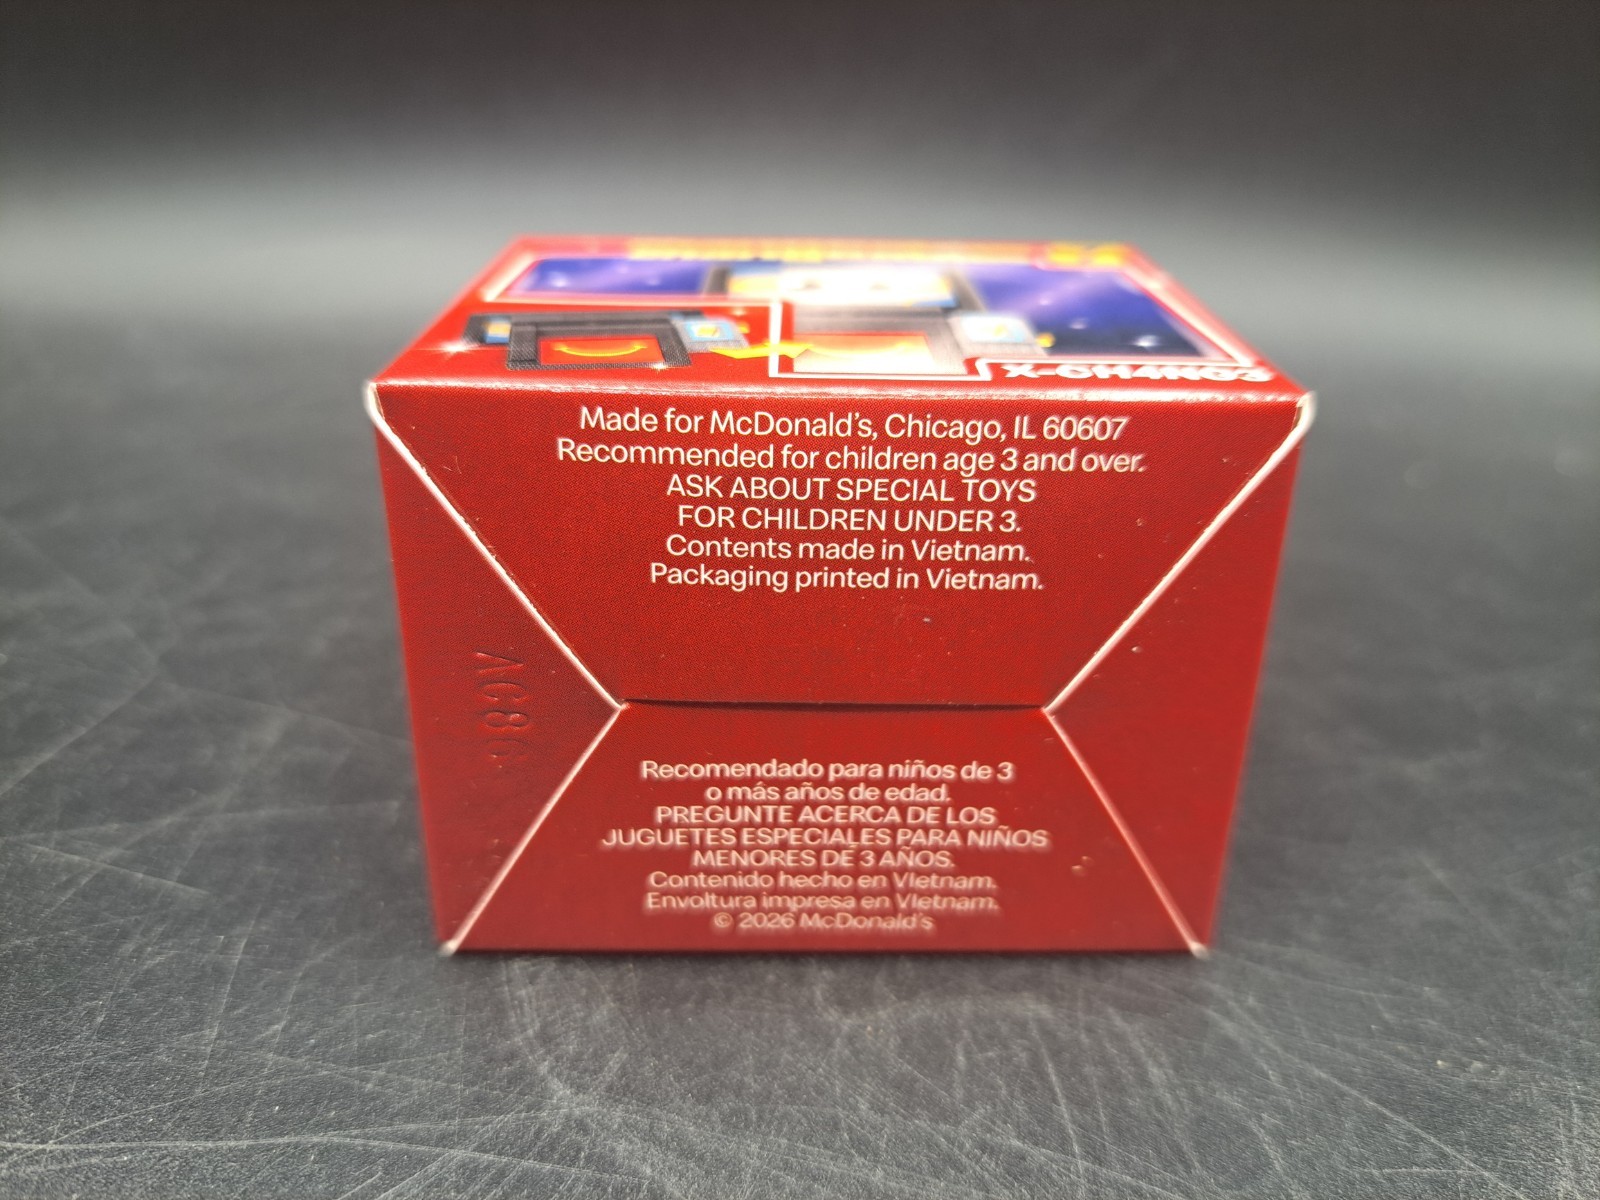 X-CH4NG3
Made for McDonald's, Chicago, IL 60607
Recommended for children age 3 and over.
ASK ABOUT SPECIAL TOYS
FOR CHILDREN UNDER 3.
Contents made in Vietnam.
Packaging printed in Vietnam.
Recomendado para niños de 3
o más años de edad.
PREGUNTE ACERCA DE LOS
JUGUETES ESPECIALES PARA NIÑOS
MENORES DE 3 AÑOS.
Contenido hecho en VIetnam.
Envoltura impresa en VIetnam.
© 2026 McDonald's